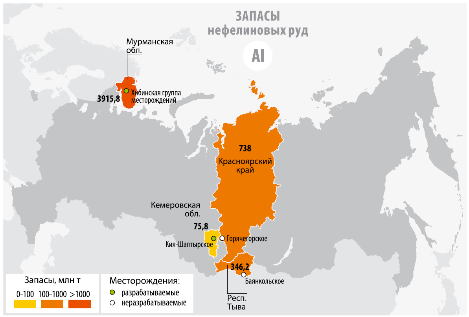 ЗАПАСЫ
нефелиновых руд
Al
Мурманская
обл.
Хибинская группа
месторождений
3915,8
738
Красноярский
край
Кемеровская
обл.
75,8
Кия-Шалтырское
Горячегорское
346,2
Баянкольское
Респ.
Тыва
Запасы, млн т
0-100 100-1000 >1000
Месторождения:
разрабатываемые
неразрабатываемые